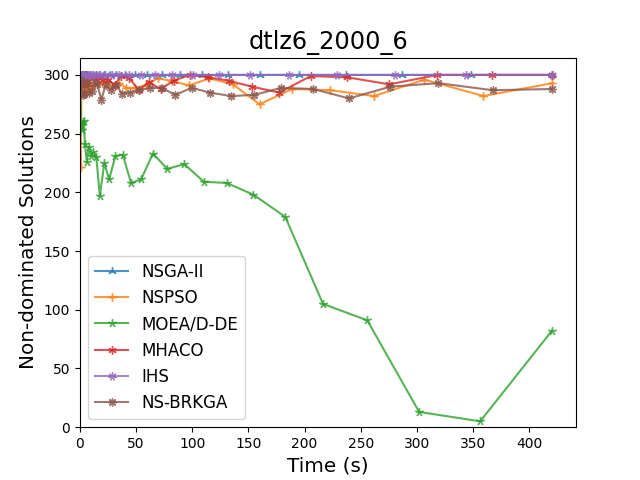 dtlz6_2000_6
Non-dominated Solutions
300
250
200
150
100
50
0
NSGA-II
NSPSO
MOEA/D-DE
MHACO
IHS
NS-BRKGA
0 50 100 150 200 250 300 350 400
Time (s)